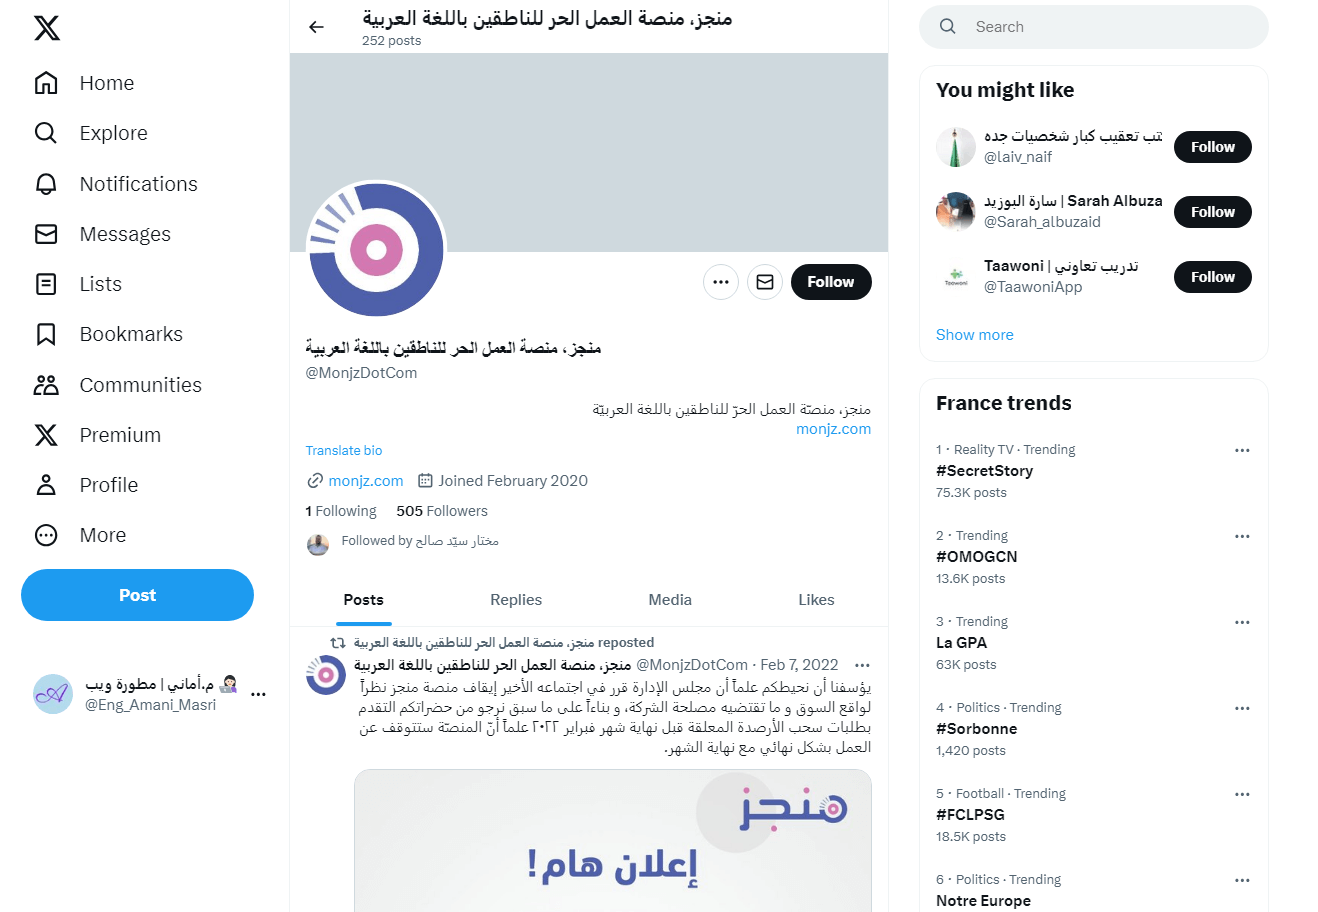 Home
Explore
Notifications
Messages
Lists
Bookmarks
Communities
Premium
Profile
More
Post
م.أماني | مطورة ويب
@Eng_Amani_Masri
منجز، منصة العمل الحر للناطقين باللغة العربية
252 posts
Follow
منجز، منصة العمل الحر للناطقين باللغة العربية
@MonjzDotCom
منجز، منصّة العمل الحرّ للناطقين باللغة العربيّة
monjz.com
Translate bio
monjz.com Joined February 2020
1 Following 505 Followers
Followed by مختار سيّد صالح
Posts Replies Media Likes
منجز، منصة العمل الحر للناطقين باللغة العربية reposted
منجز، منصة العمل الحر للناطقين باللغة العربية @MonjzDotCom · Feb 7, 2022
يؤسفنا أن نحيطكم علماً أن مجلس الإدارة قرر في اجتماعه الأخير إيقاف منصة منجز نظراً
لواقع السوق و ما تقتضيه مصلحة الشركة، و بناءاً على ما سبق نرجو من حضراتكم التقدم
بطلبات سحب الأرصدة المعلقة قبل نهاية شهر فبراير ٢٠٢٢ علماً أنّ المنصّة ستتوقف عن
العمل بشكل نهائي مع نهاية الشهر.
منجز
إعلان هام!
Search
You might like
تب تعقيب كبار شخصيات جده
@laiv_naif
Follow
سارة البوزيد | Sarah Albuza
@Sarah_albuzaid
Follow
Taawoni | تدريب تعاوني
@TaawoniApp
Follow
Taawoni
Show more
France trends
1 · Reality TV · Trending
#SecretStory
75.3K posts
2 · Trending
#OMOGCN
13.6K posts
3 · Trending
La GPA
63K posts
4 · Politics · Trending
#Sorbonne
1,420 posts
5 · Football · Trending
#FCLPSG
18.5K posts
6 · Politics · Trending
Notre Europe